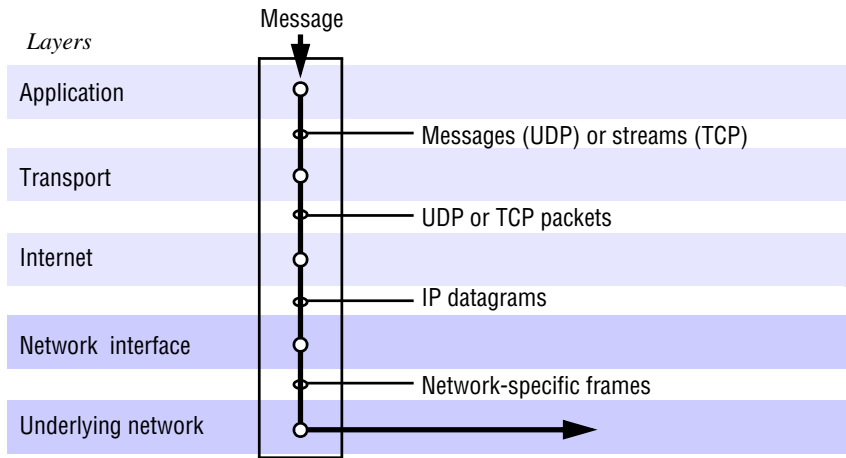 Message
Layers
Application
Messages (UDP) or streams (TCP)
Transport
UDP or TCP packets
Internet
IP datagrams
Network interface
Network-specific frames
Underlying network